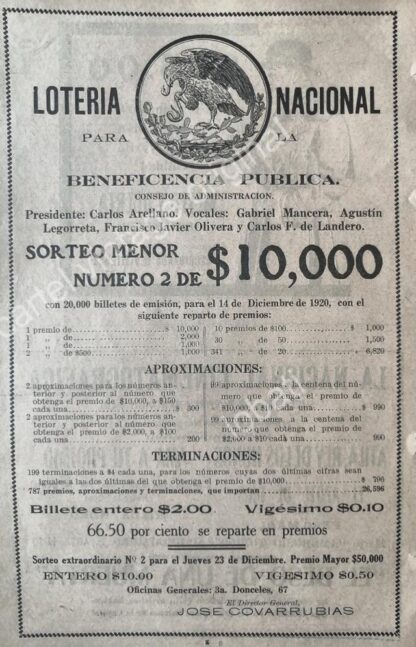 LOTERIA NACIONAL
PARA LA
BENEFICENCIA PUBLICA.
CONSEJO DE ADMINISTRACION.
Presidente: Carlos Arellano. Vocales: Gabriel Mancera, Agustín
Legorreta, Francisco Javier Olivera y Carlos F. de Landero.
SORTEO MENOR
NUMERO 2 DE $10,000
con 20,000 billetes de emisión, para el 14 de Diciembre de 1920, con el
siguiente reparto de premios:
1 premio de $ 10,000
1 ,, de 2,000
1 ,, de 1,000
2 ,, de $500 1,000
10 premios de $100 $ 1,000
30 ,, de 50 1,500
341 ,, de 20 6,820
APROXIMACIONES:
2 aproximaciones para los números an-
terior y posterior al número que
obtenga el premio de $10,000, a $150
cada una $ 300
2 aproximaciones para los números an-
terior y posterior al número que
obtenga el premio de $2,000, a $100
cada una 200
99 aproximaciones a la centena del nú-
mero que obtenga el premio de
$10,000 a $10 cada una $ 990
99 aproximaciones a la centena del
número que obtenga el premio de
$2,000 a $10 cada una 990
TERMINACIONES:
199 terminaciones a $4 cada una, para los números cuyas dos últimas cifras sean
iguales a las dos últimas del que obtenga el premio de $10,000 $ 796
787 premios, aproximaciones y terminaciones, que importan 26,596
Billete entero $2.00 Vigésimo $0.10
66.50 por ciento se reparte en premios
Sorteo extraordinario Nº 2 para el Jueves 23 de Diciembre. Premio Mayor $50,000
ENTERO $10.00 VIGESIMO $0.50
Oficinas Generales: 3a. Donceles, 67
El Director General,
JOSE COVARRUBIAS